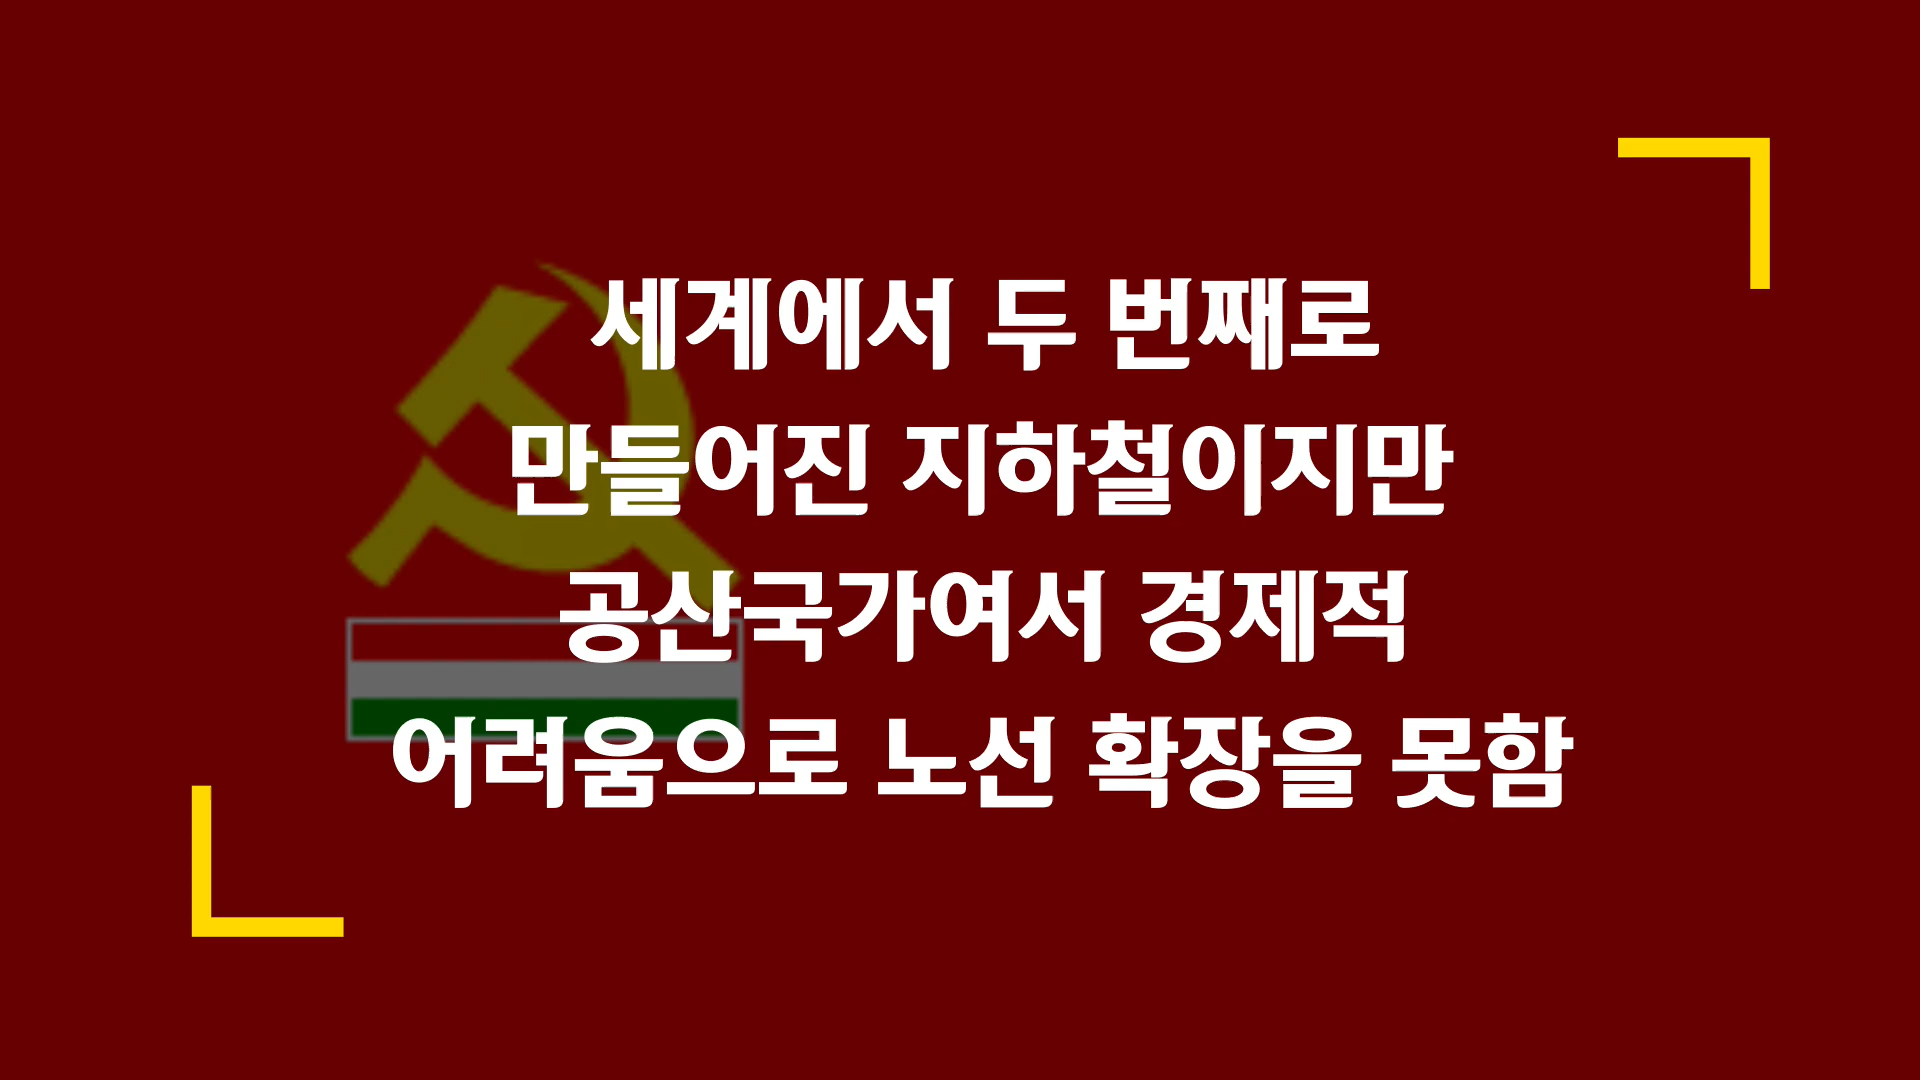 세계에서 두 번째로
만들어진 지하철이지만
공산국가여서 경제적
어려움으로 노선 확장을 못함